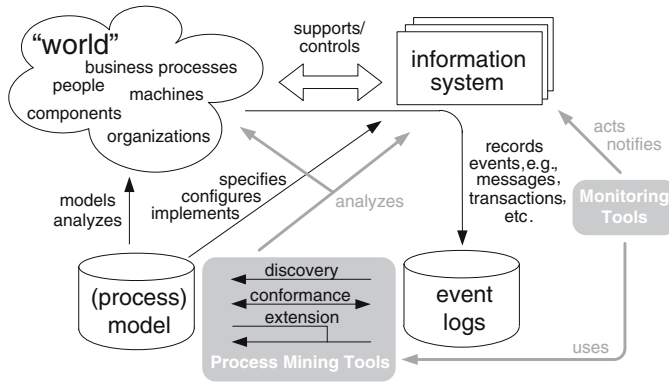 “world”
business processes
people
machines
components
organizations
supports/
controls
information
system
acts
notifies
records
events, e.g.,
messages,
transactions,
etc.
models
analyzes
specifies
configures
implements
analyzes
Monitoring
Tools
(process)
model
discovery
conformance
extension
Process Mining Tools
event
logs
uses